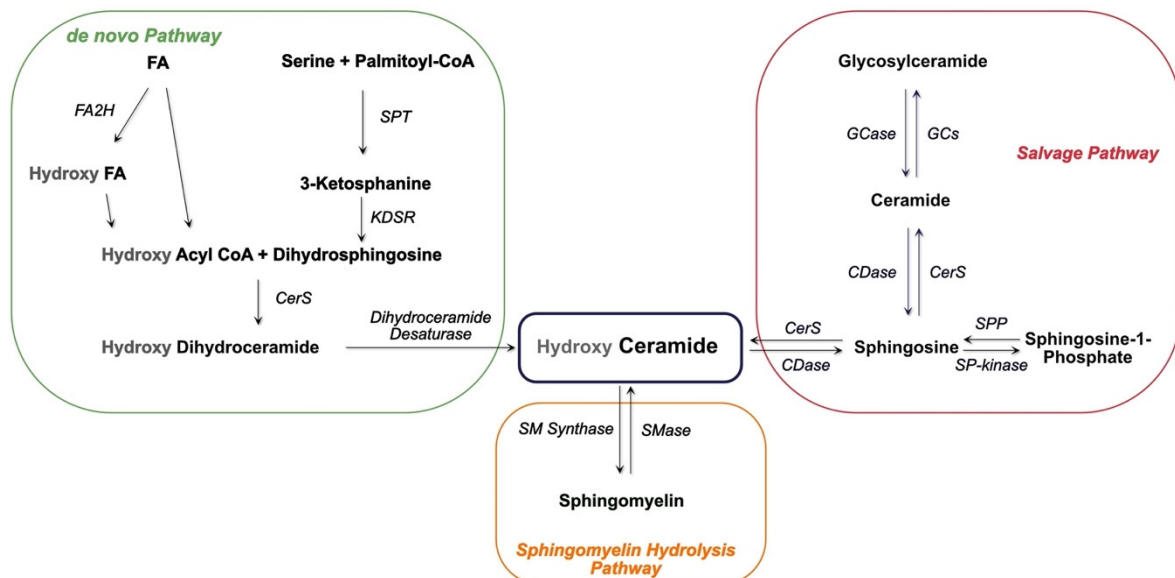 de novo Pathway
FA
Serine + Palmitoyl-CoA
FA2H
SPT
Hydroxy FA
3-Ketosphanine
KDSR
Hydroxy Acyl CoA + Dihydrosphingosine
CerS
Hydroxy Dihydroceramide
Dihydroceramide
Desaturase
Hydroxy Ceramide
Glycosylceramide
GCase
GCs
Salvage Pathway
Ceramide
CDase
CerS
CerS
CDase
Sphingosine
SPP
SP-kinase
Sphingosine-1-
Phosphate
SM Synthase
SMase
Sphingomyelin
Sphingomyelin Hydrolysis
Pathway